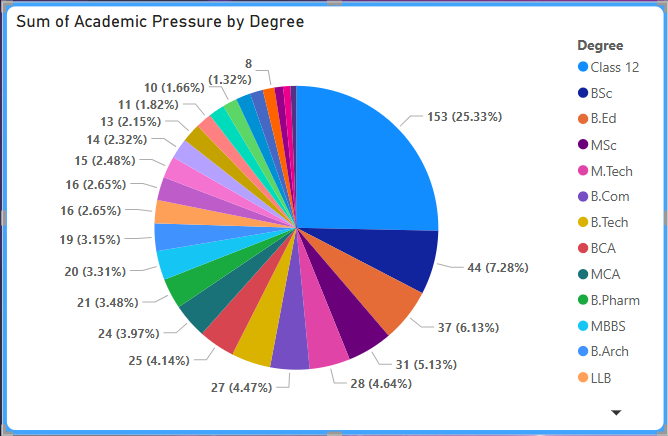 Sum of Academic Pressure by Degree
Degree
Class 12
BSc
B.Ed
MSc
M.Tech
B.Com
B.Tech
BCA
MCA
B.Pharm
MBBS
B.Arch
LLB
153 (25.33%)
44 (7.28%)
37 (6.13%)
31 (5.13%)
28 (4.64%)
27 (4.47%)
25 (4.14%)
24 (3.97%)
21 (3.48%)
20 (3.31%)
19 (3.15%)
16 (2.65%)
16 (2.65%)
15 (2.48%)
14 (2.32%)
13 (2.15%)
11 (1.82%)
10 (1.66%)
8
(1.32%)